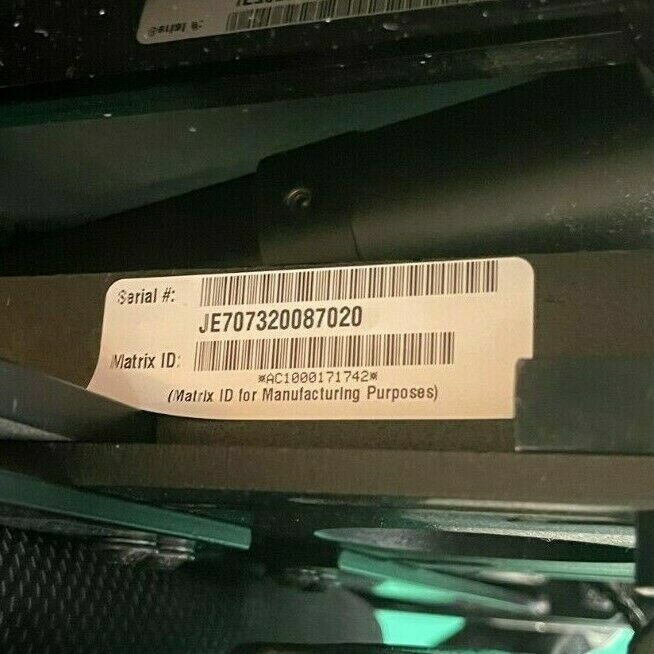 Serial #:
JE707320087020
Matrix ID:
*AC1000171742*
(Matrix ID for Manufacturing Purposes)